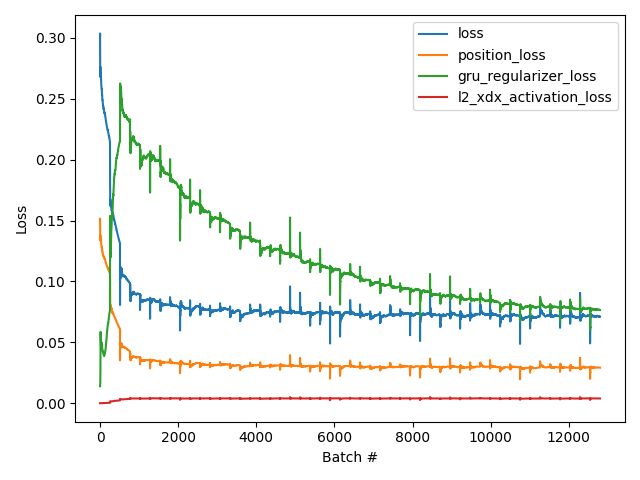 loss
position_loss
gru_regularizer_loss
l2_xdx_activation_loss
0.30
0.25
0.20
0.15
0.10
0.05
0.00
Loss
0 2000 4000 6000 8000 10000 12000
Batch #